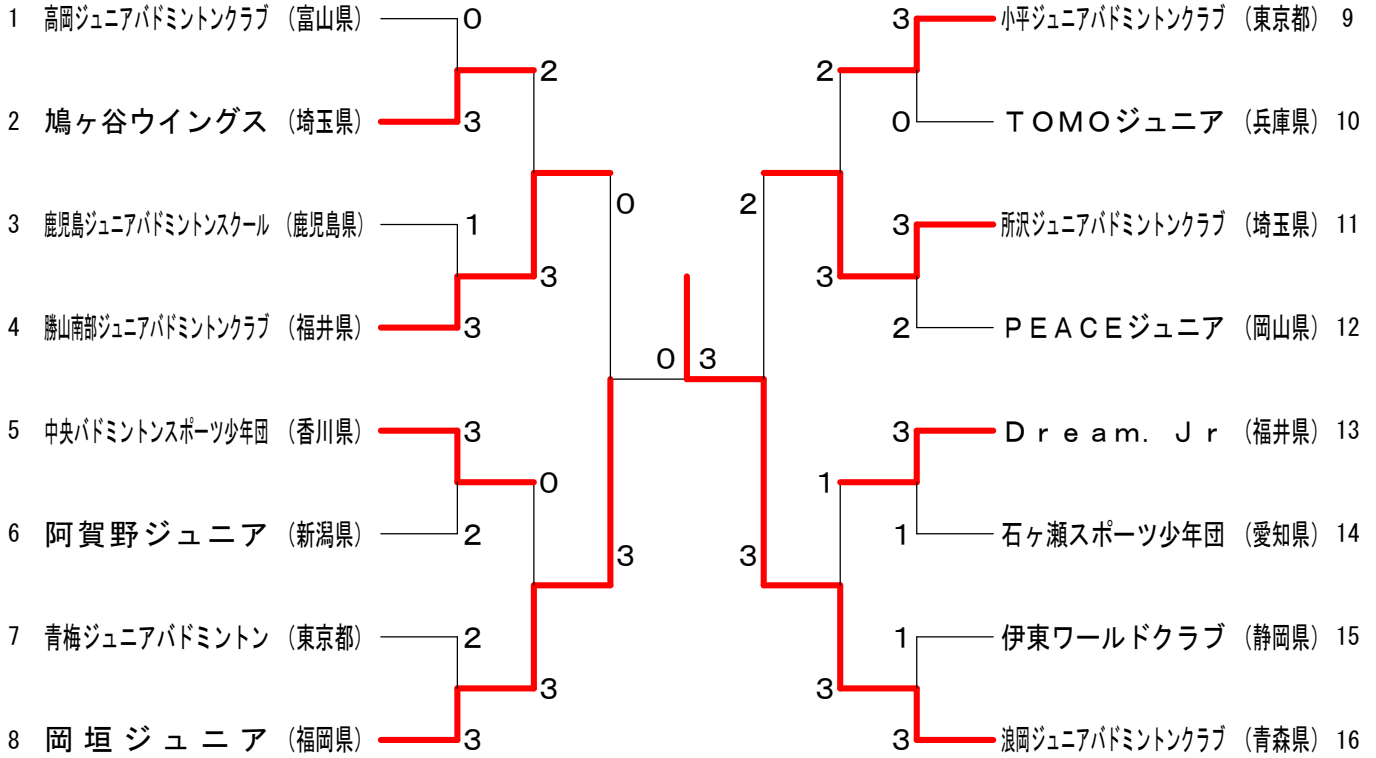 1 高岡ジュニアバドミントンクラブ (富山県) 0
2
2 鳩ヶ谷ウイングス (埼玉県) 3
0
3 鹿児島ジュニアバドミントンスクール (鹿児島県) 1
3
4 勝山南部ジュニアバドミントンクラブ (福井県) 3
0 3
5 中央バドミントンスポーツ少年団 (香川県) 3
0
6 阿賀野ジュニア (新潟県) 2
3
7 青梅ジュニアバドミントン (東京都) 2
3
8 岡垣ジュニア (福岡県) 3
3 小平ジュニアバドミントンクラブ (東京都) 9
2
0 TOMOジュニア (兵庫県) 10
2
3 所沢ジュニアバドミントンクラブ (埼玉県) 11
3
2 PEACEジュニア (岡山県) 12
3 Dream. Jr (福井県) 13
1
1 石ヶ瀬スポーツ少年団 (愛知県) 14
3
1 伊東ワールドクラブ (静岡県) 15
3
3 浪岡ジュニアバドミントンクラブ (青森県) 16